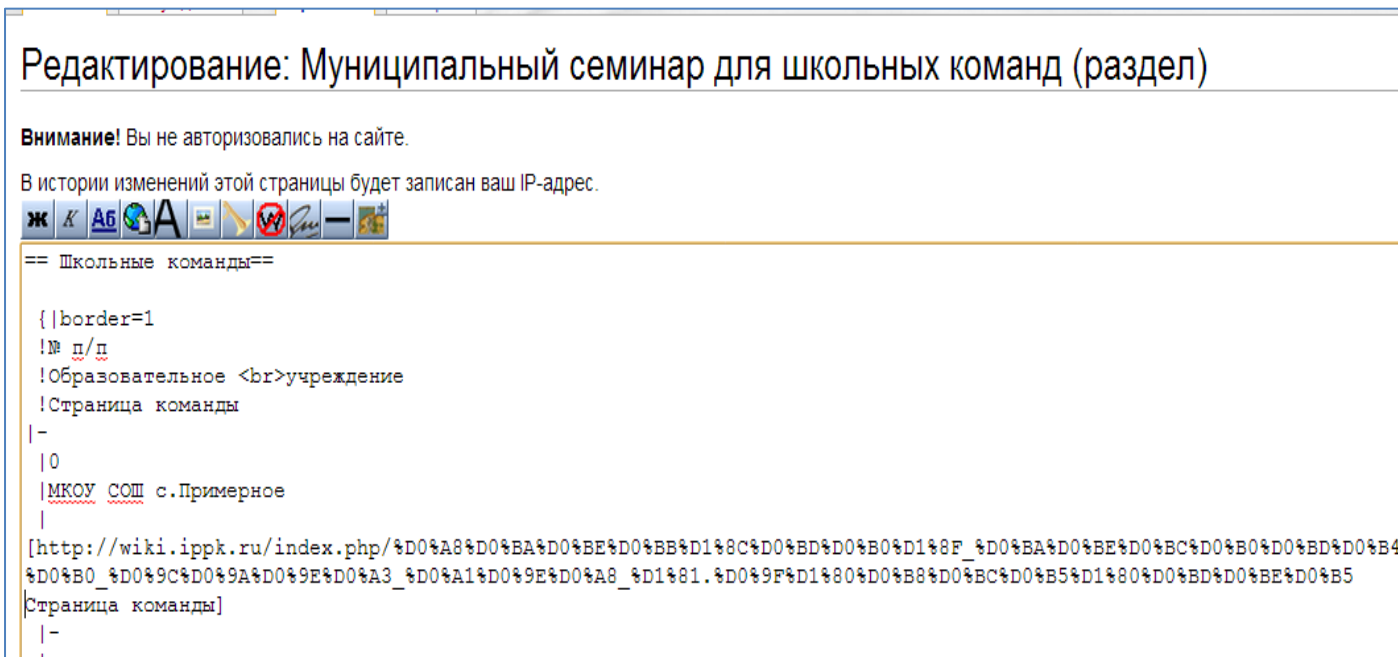 Редактирование: Муниципальный семинар для школьных команд (раздел)
Внимание! Вы не авторизовались на сайте.
В истории изменений этой страницы будет записан ваш IP-адрес.
Ж К Аб A W
== Школьные команды==
{|border=1
!№ п/п
!Образовательное <br>учреждение
!Страница команды
|-
|0
|МКОУ СОШ с.Примерное
|
[http://wiki.ippk.ru/index.php/%D0%A8%D0%BA%D0%BE%D0%BB%D1%8C%D0%BD%D0%B0%D1%8F_%D0%BA%D0%BE%D0%BC%D0%B0%D0%BD%D0%B4
%D0%B0_%D0%9C%D0%9A%D0%9E%D0%A3_%D0%A1%D0%9E%D0%A8_%D1%81.%D0%9F%D1%80%D0%B8%D0%BC%D0%B5%D1%80%D0%BD%D0%BE%D0%B5
Страница команды]
|-